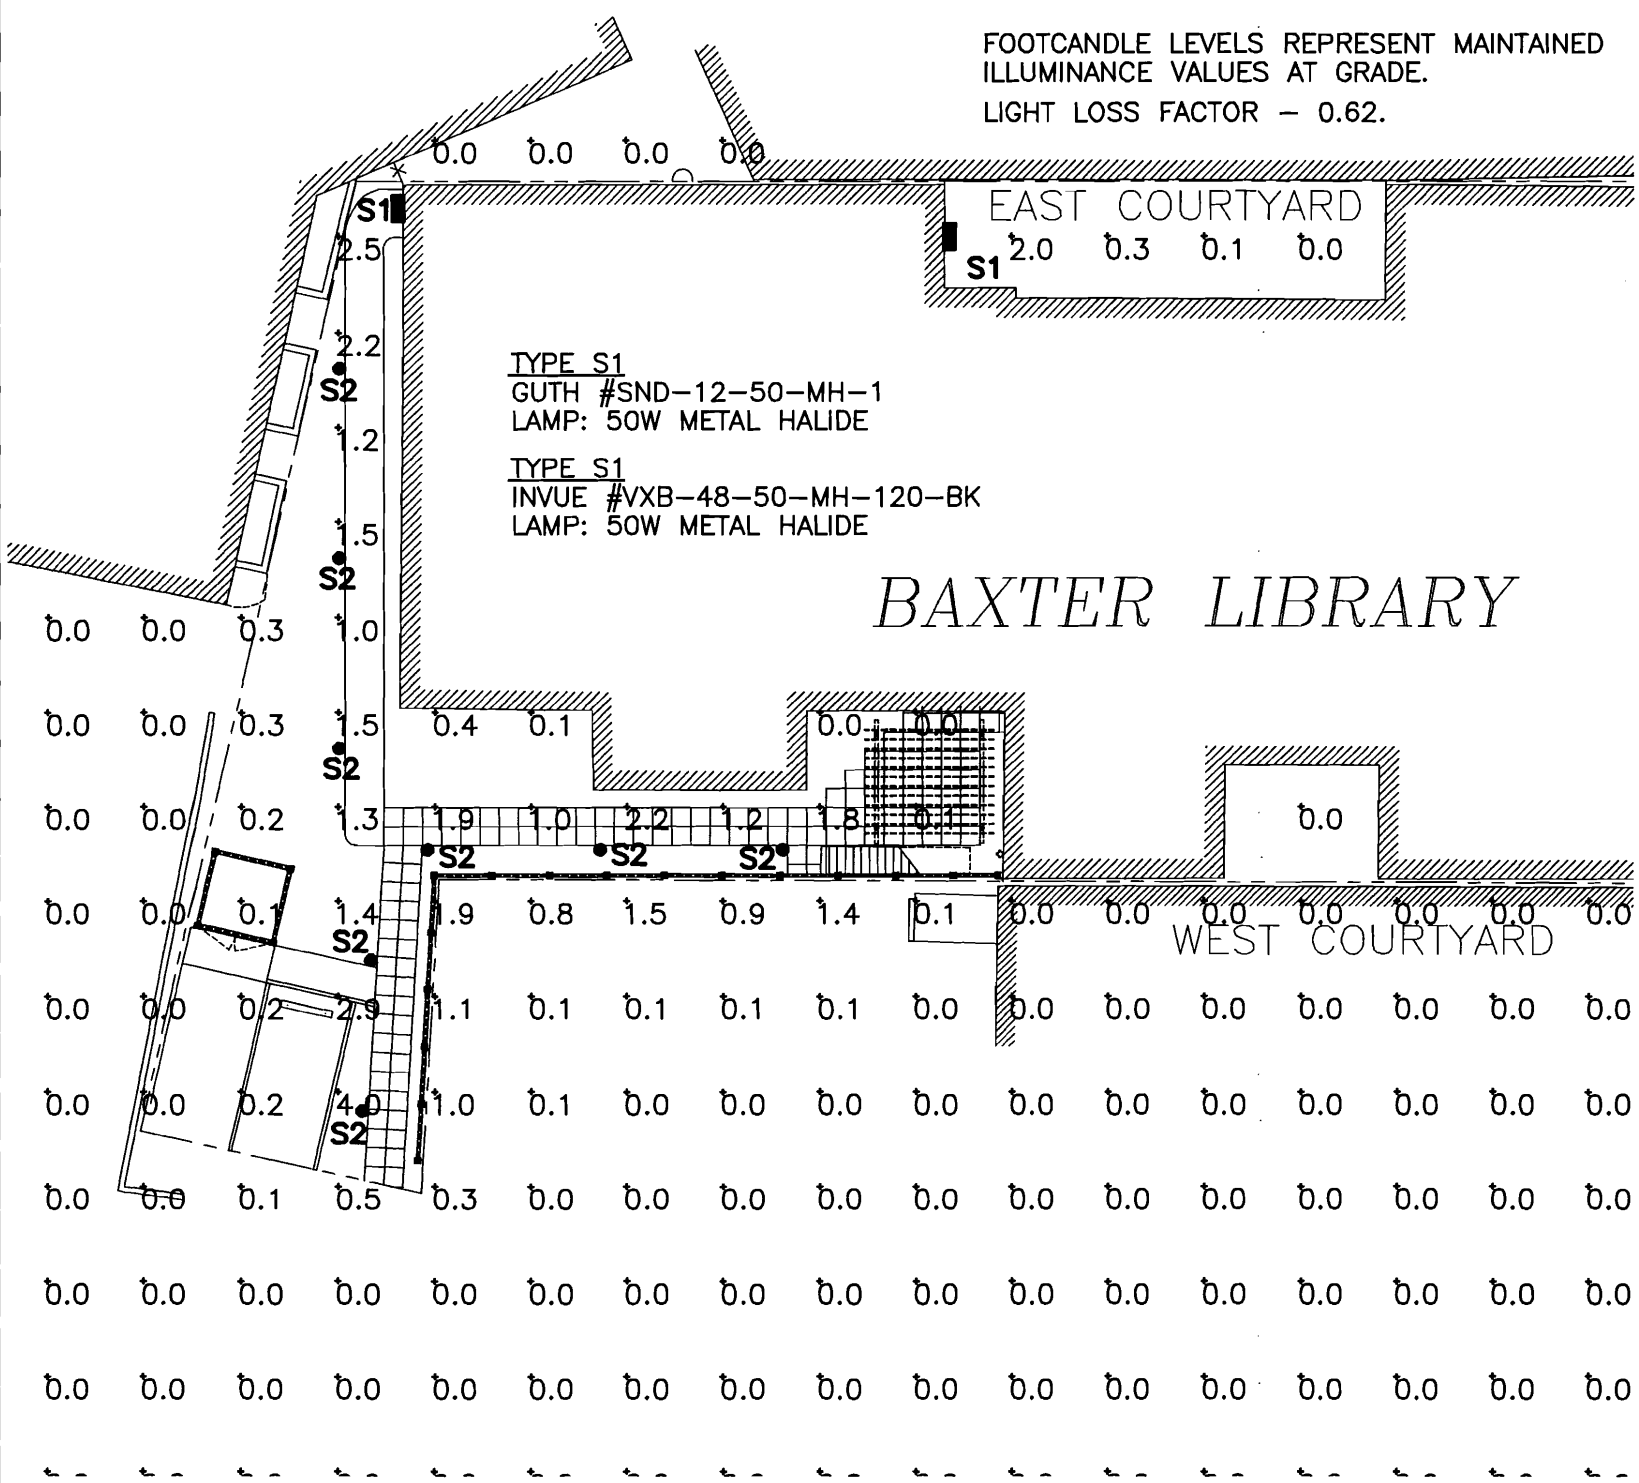 FOOTCANDLE LEVELS REPRESENT MAINTAINED
ILLUMINANCE VALUES AT GRADE.
LIGHT LOSS FACTOR – 0.62.
0.0 0.0 0.0 0.0
S1 EAST COURTYARD
2.5 2.0 0.3 0.1 0.0
S1
2.2
S2
TYPE S1
GUTH #SND-12-50-MH-1
LAMP: 50W METAL HALIDE
1.2
TYPE S1
INVUE #VXB-48-50-MH-120-BK
LAMP: 50W METAL HALIDE
1.5
S2
BAXTER LIBRARY
0.0 0.0 0.3 1.0
0.0 0.0 0.3 1.5 0.4 0.1 0.0 0.0
S2
0.0 0.0 0.2 1.3 1.9 1.0 2.2 1.2 1.8 0.1 0.0
S2 S2 S2
0.0 0.0 0.1 1.4 1.9 0.8 1.5 0.9 1.4 0.1 0.0 0.0 0.0 0.0 0.0 0.0 0.0
S2 WEST COURTYARD
0.0 0.0 0.2 2.9 1.1 0.1 0.1 0.1 0.1 0.0 0.0 0.0 0.0 0.0 0.0 0.0 0.0
0.0 0.0 0.2 4.0 1.0 0.1 0.0 0.0 0.0 0.0 0.0 0.0 0.0 0.0 0.0 0.0 0.0
S2
0.0 0.0 0.1 0.5 0.3 0.0 0.0 0.0 0.0 0.0 0.0 0.0 0.0 0.0 0.0 0.0 0.0
0.0 0.0 0.0 0.0 0.0 0.0 0.0 0.0 0.0 0.0 0.0 0.0 0.0 0.0 0.0 0.0 0.0
0.0 0.0 0.0 0.0 0.0 0.0 0.0 0.0 0.0 0.0 0.0 0.0 0.0 0.0 0.0 0.0 0.0